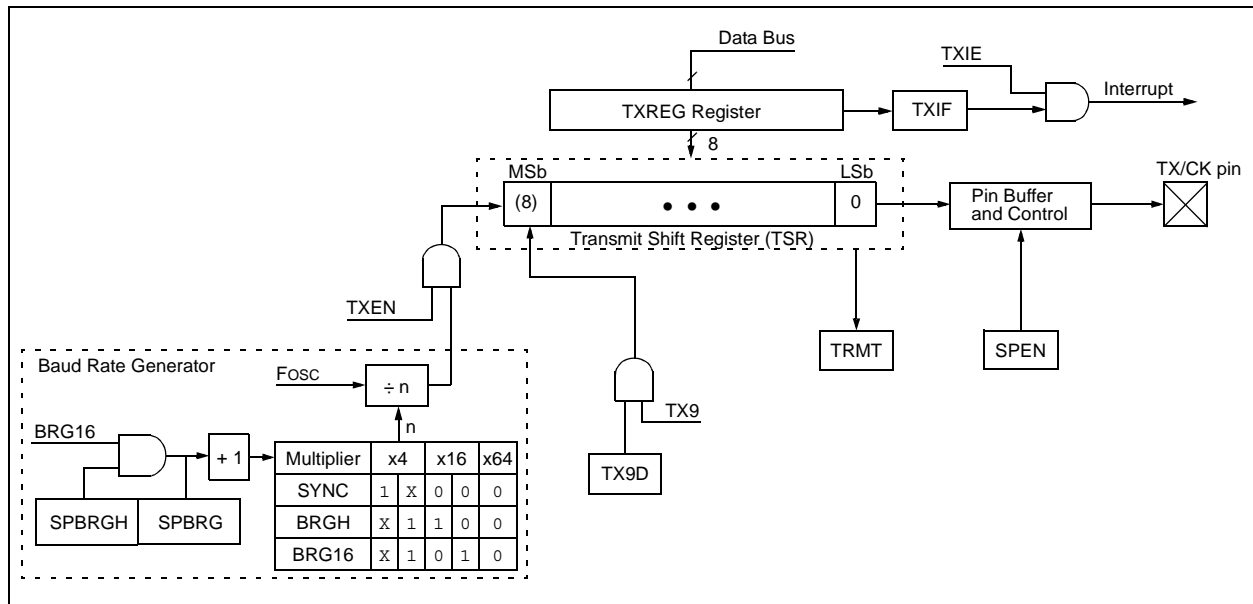 Data Bus
TXIE
Interrupt
TXREG Register
TXIF
8
MSb
LSb
TX/CK pin
(8)
• • •
0
Pin Buffer
and Control
Transmit Shift Register (TSR)
TXEN
TRMT
SPEN
Baud Rate Generator
FOSC
÷ n
TX9
n
BRG16
+ 1
Multiplier x4 x16 x64
TX9D
SYNC 1 X 0 0 0
SPBRGH SPBRG
BRGH X 1 1 0 0
BRG16 X 1 0 1 0